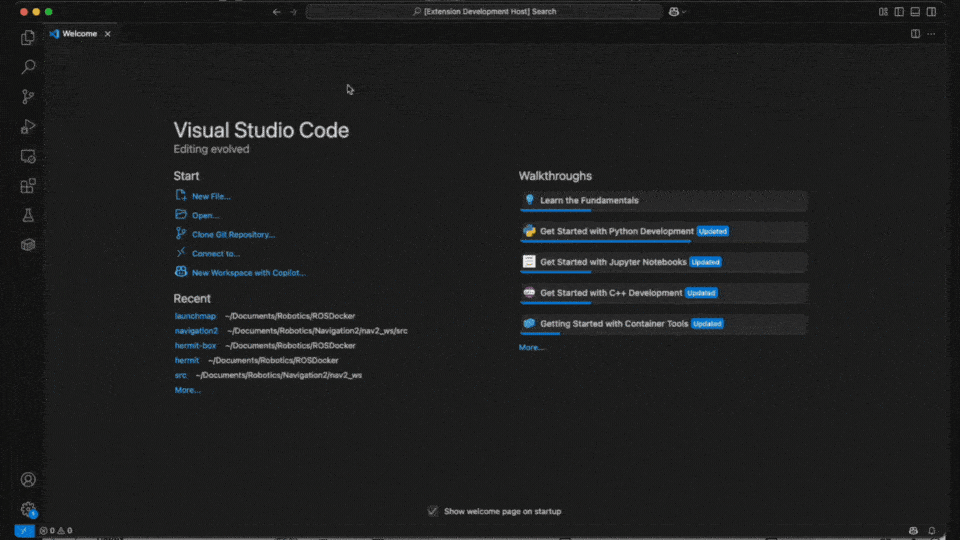 [Extension Development Host] Search
Welcome
Visual Studio Code
Editing evolved
Start
New File...
Open...
Clone Git Repository...
Connect to...
New Workspace with Copilot...
Recent
launchmap ~/Documents/Robotics/ROSDocker
navigation2 ~/Documents/Robotics/Navigation2/nav2_ws/src
hermit-box ~/Documents/Robotics/ROSDocker
hermit ~/Documents/Robotics/ROSDocker
src ~/Documents/Robotics/Navigation2/nav2_ws
More...
Walkthroughs
Learn the Fundamentals
Get Started with Python Development Updated
Get Started with Jupyter Notebooks Updated
Get Started with C++ Development Updated
Getting Started with Container Tools Updated
More...
Show welcome page on startup
0 0